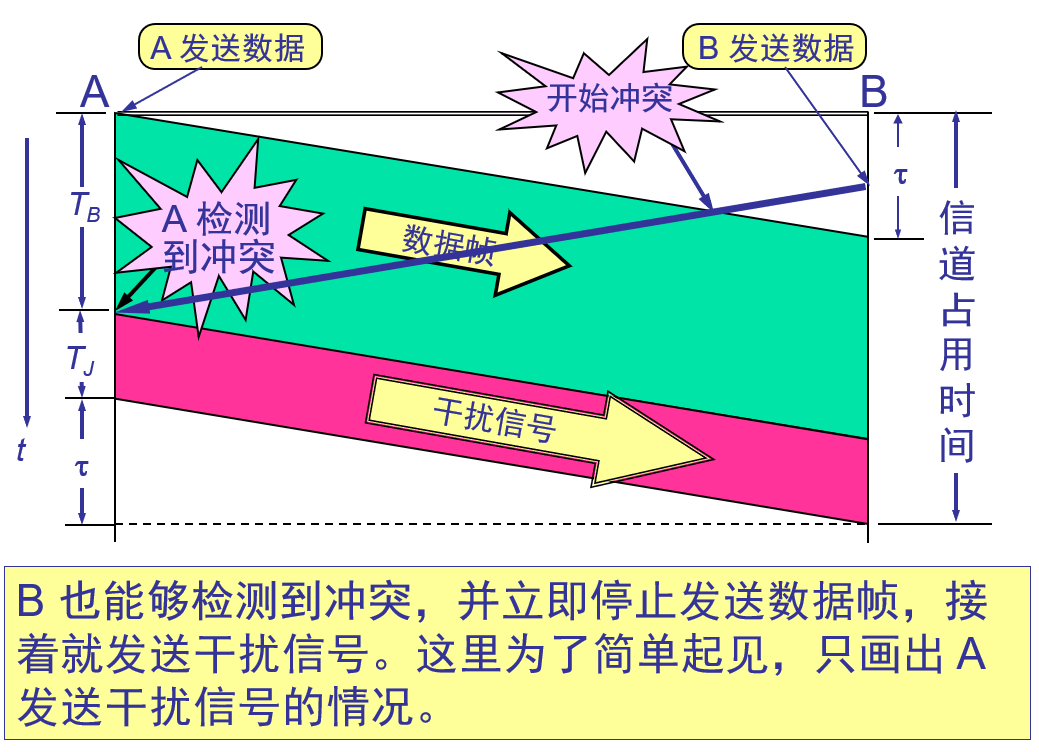 A 发送数据
B 发送数据
A
B
开始冲突
τ
T_B
A 检测
到冲突
数据帧
信道占用时间
T_J
干扰信号
t
τ
B 也能够检测到冲突，并立即停止发送数据帧，接
着就发送干扰信号。这里为了简单起见，只画出 A
发送干扰信号的情况。